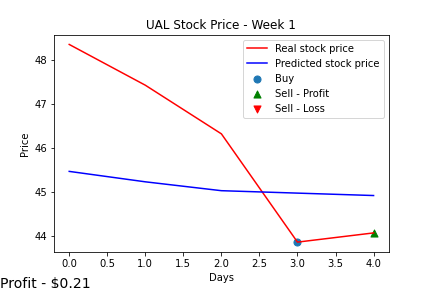 UAL Stock Price - Week 1
Real stock price
Predicted stock price
Buy
Sell - Profit
Sell - Loss
Price
48
47
46
45
44
0.0 0.5 1.0 1.5 2.0 2.5 3.0 3.5 4.0
Days
Profit - $0.21